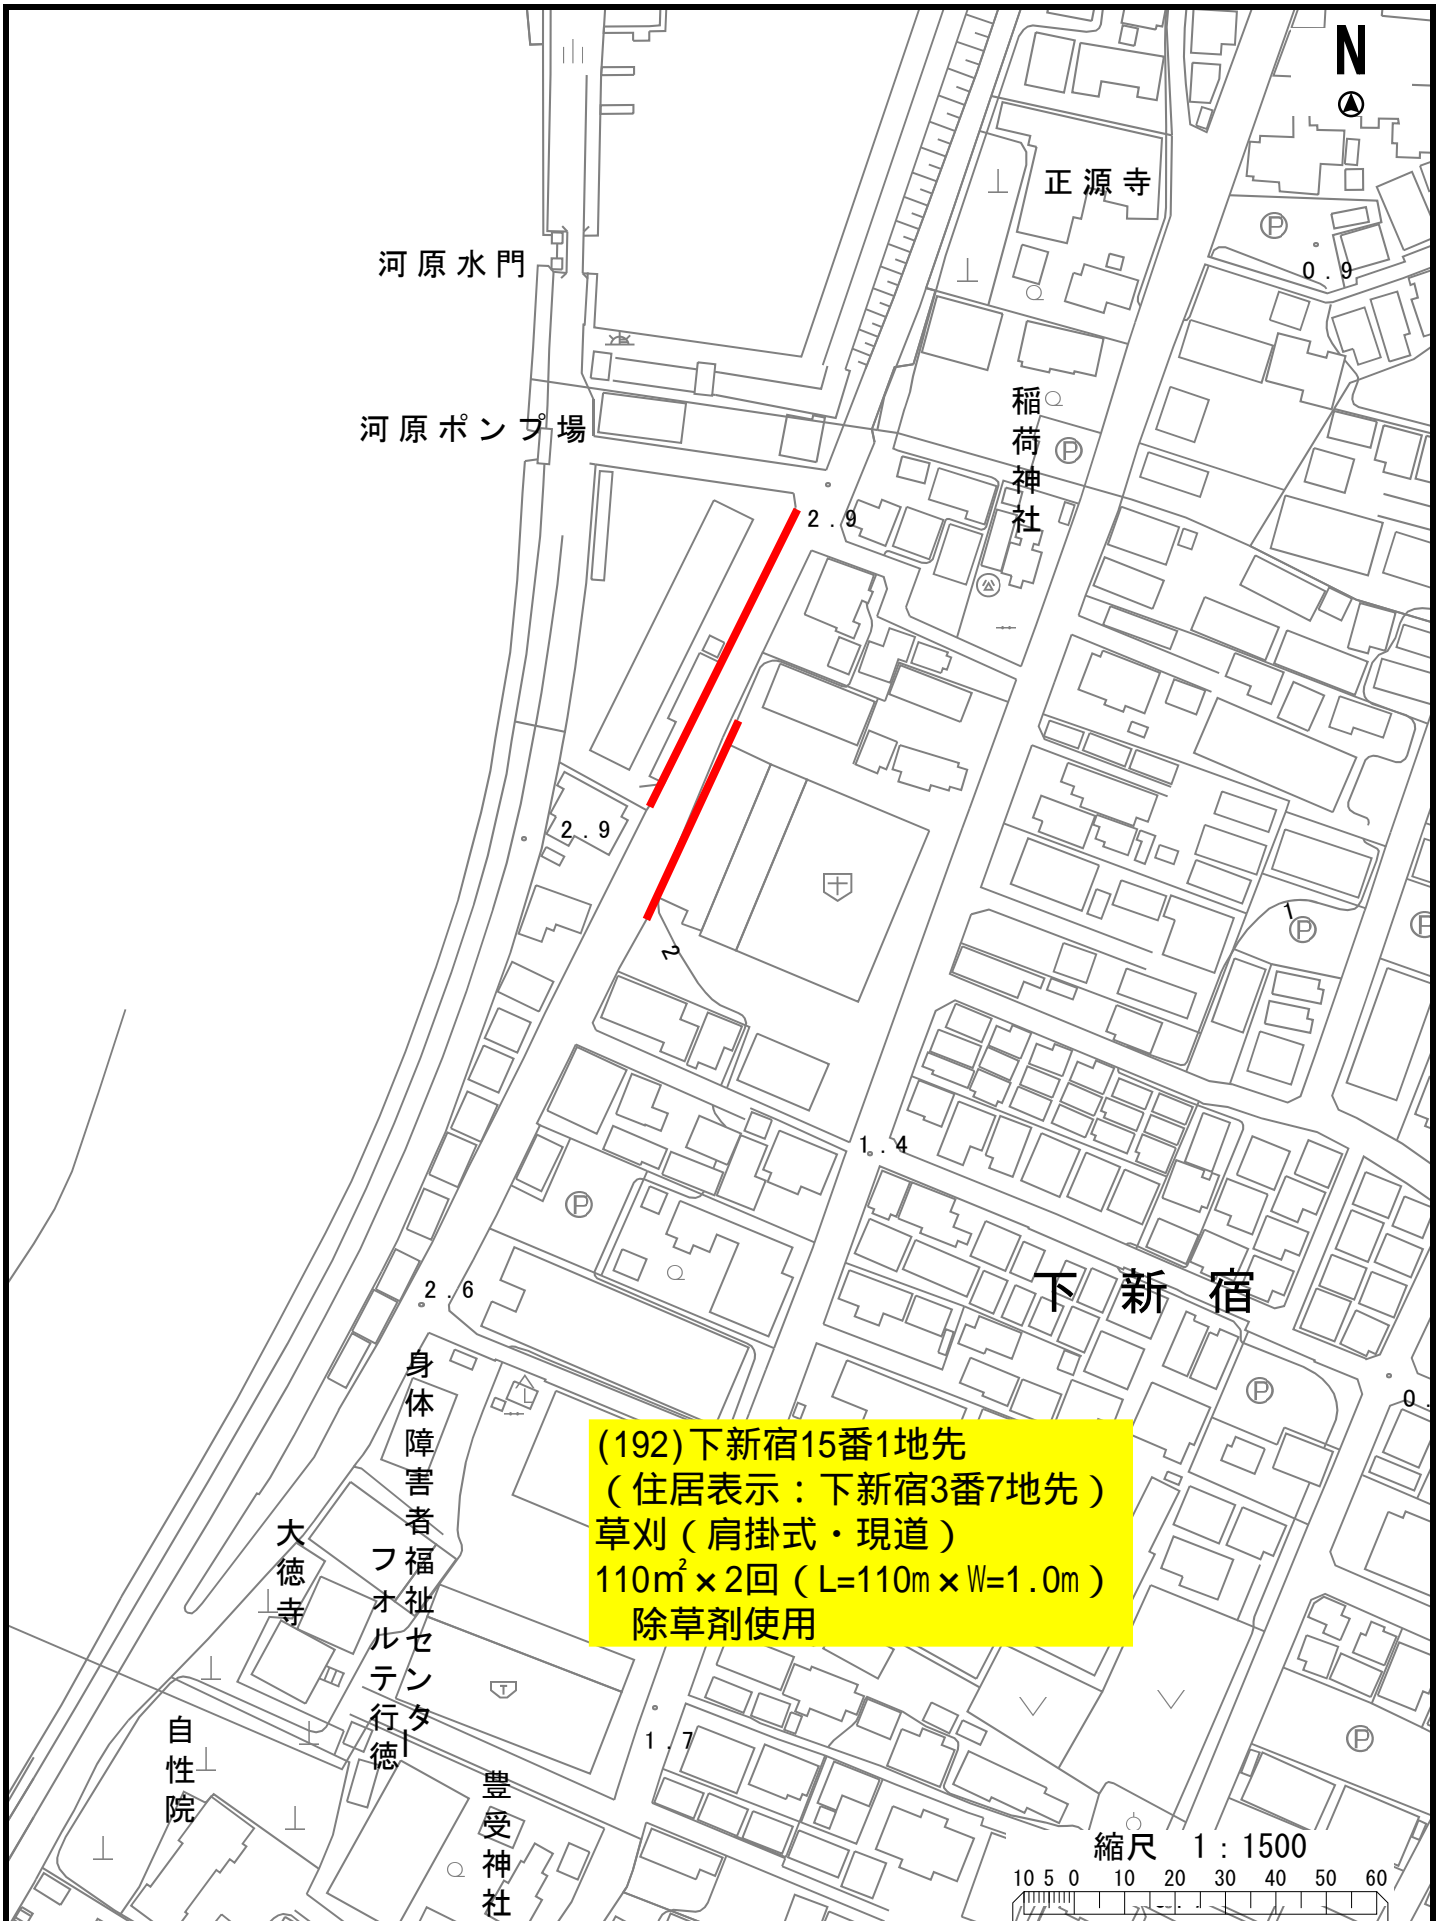 N
正源寺
河原水門
0.9
稲荷神社
河原ポンプ場
2.9
2.9
1
2
1.4
下新宿
2.6
0.
身体障害者福祉センター
フォルテ行徳
(192)下新宿15番1地先
（住居表示：下新宿3番7地先）
草刈（肩掛式・現道）
110㎡×2回（L=110m×W=1.0m）
除草剤使用
大徳寺
自性院
1.7
豊受神社
縮尺 1:1500
10 5 0 10 20 30 40 50 60
P
P
P
P
P
P
P